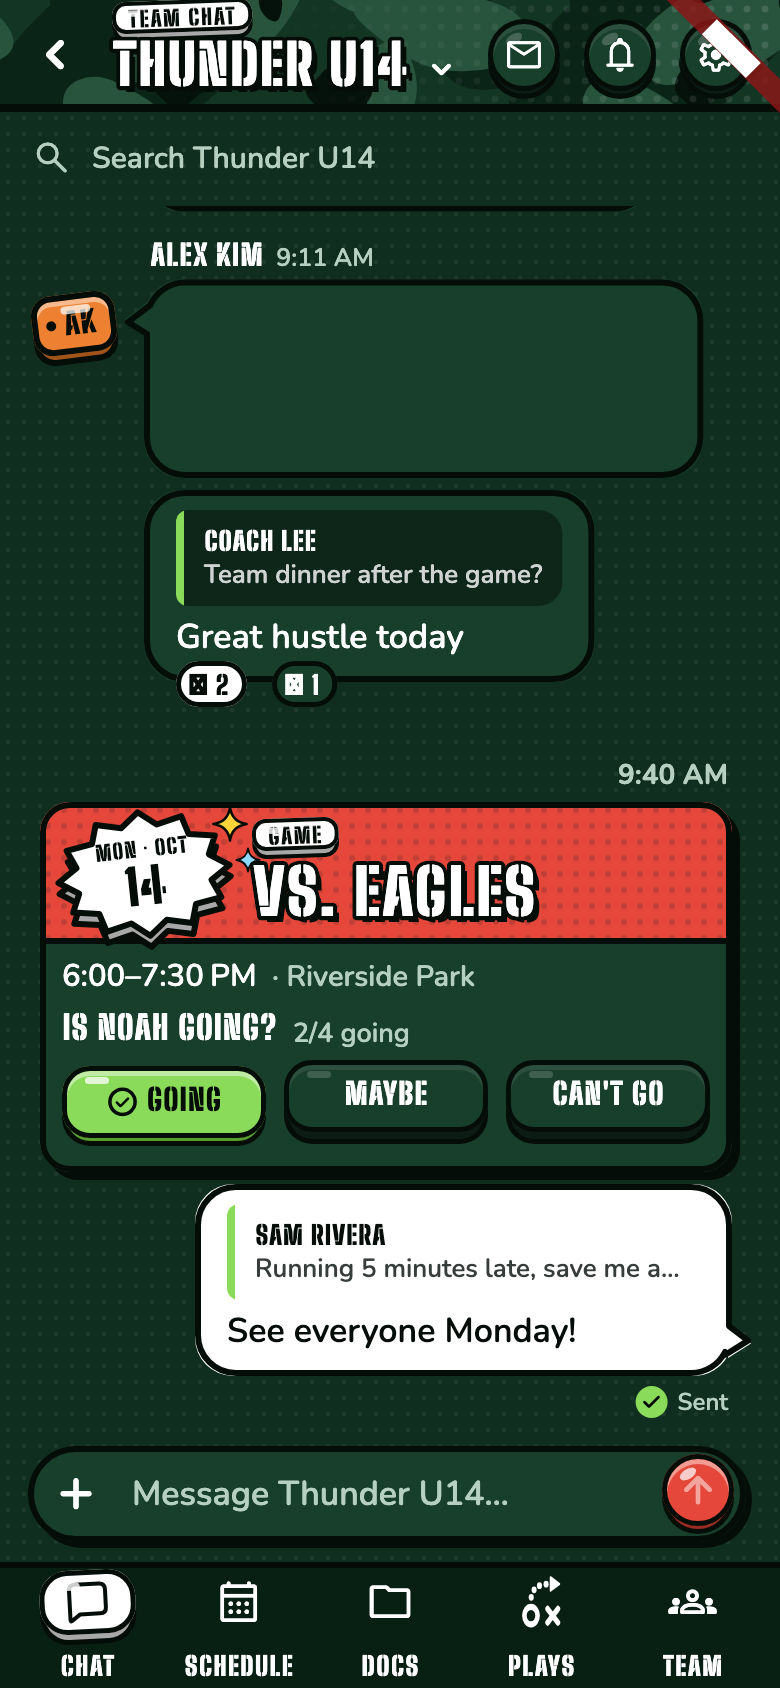 TEAM CHAT
THUNDER U14
Search Thunder U14
ALEX KIM 9:11 AM
AK
COACH LEE
Team dinner after the game?
Great hustle today
2
1
9:40 AM
MON · OCT
14
GAME
VS. EAGLES
6:00–7:30 PM · Riverside Park
IS NOAH GOING? 2/4 going
GOING
MAYBE
CAN'T GO
SAM RIVERA
Running 5 minutes late, save me a...
See everyone Monday!
Sent
Message Thunder U14...
CHAT
SCHEDULE
DOCS
PLAYS
TEAM